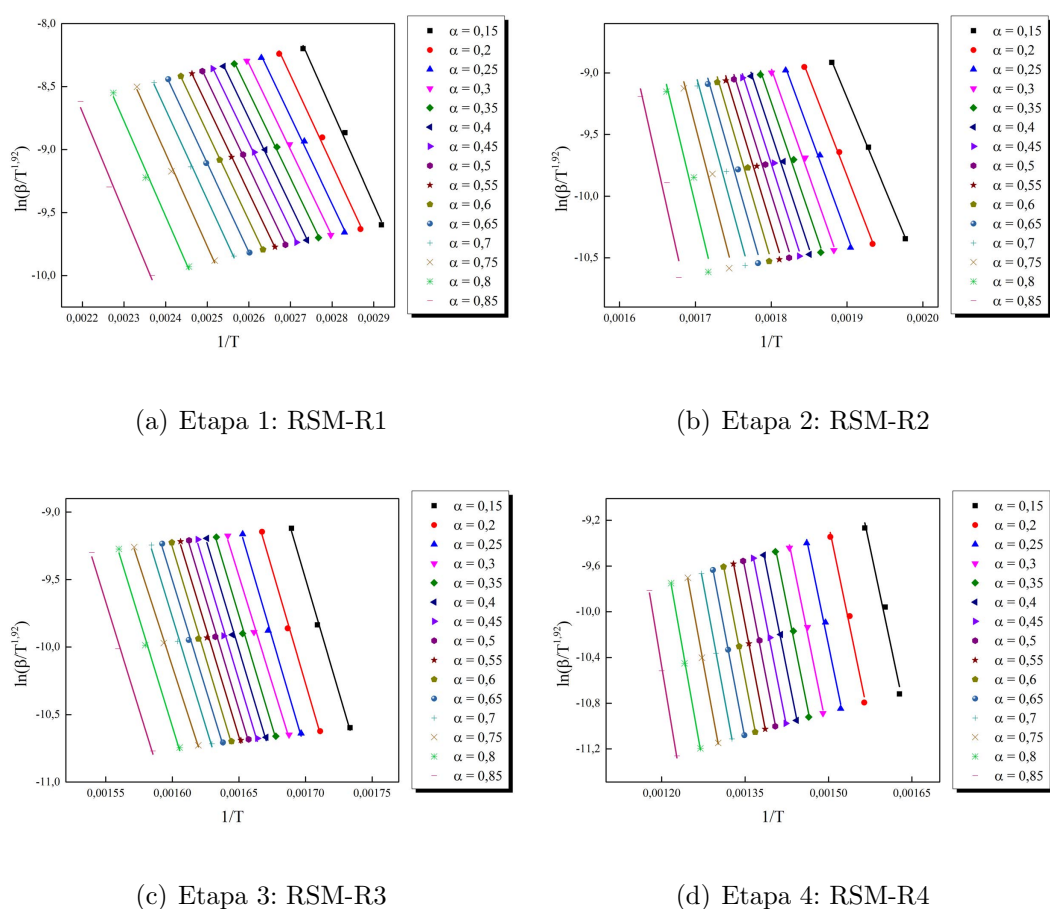 -8,0
-8,5
-9,0
-9,5
-10,0
ln(β/T^1,92)
0,0022 0,0023 0,0024 0,0025 0,0026 0,0027 0,0028 0,0029
1/T
α = 0,15
α = 0,2
α = 0,25
α = 0,3
α = 0,35
α = 0,4
α = 0,45
α = 0,5
α = 0,55
α = 0,6
α = 0,65
α = 0,7
α = 0,75
α = 0,8
α = 0,85
(a) Etapa 1: RSM-R1
-9,0
-9,5
-10,0
-10,5
ln(β/T^1,92)
0,0016 0,0017 0,0018 0,0019 0,0020
1/T
α = 0,15
α = 0,2
α = 0,25
α = 0,3
α = 0,35
α = 0,4
α = 0,45
α = 0,5
α = 0,55
α = 0,6
α = 0,65
α = 0,7
α = 0,75
α = 0,8
α = 0,85
(b) Etapa 2: RSM-R2
-9,0
-9,5
-10,0
-10,5
-11,0
ln(β/T^1,92)
0,00155 0,00160 0,00165 0,00170 0,00175
1/T
α = 0,15
α = 0,2
α = 0,25
α = 0,3
α = 0,35
α = 0,4
α = 0,45
α = 0,5
α = 0,55
α = 0,6
α = 0,65
α = 0,7
α = 0,75
α = 0,8
α = 0,85
(c) Etapa 3: RSM-R3
-9,2
-9,6
-10,0
-10,4
-10,8
-11,2
ln(β/T^1,92)
0,00120 0,00135 0,00150 0,00165
1/T
α = 0,15
α = 0,2
α = 0,25
α = 0,3
α = 0,35
α = 0,4
α = 0,45
α = 0,5
α = 0,55
α = 0,6
α = 0,65
α = 0,7
α = 0,75
α = 0,8
α = 0,85
(d) Etapa 4: RSM-R4